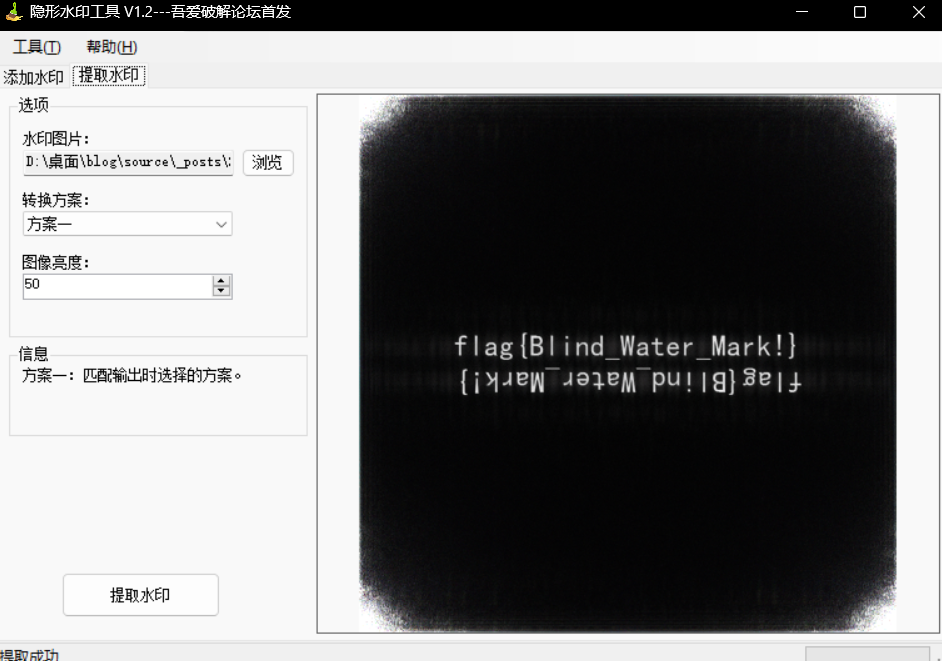 隐形水印工具 V1.2---吾爱破解论坛首发
工具(T) 帮助(H)
添加水印 提取水印
选项
水印图片：
D:\桌面\blog\source\_posts\ 浏览
转换方案：
方案一
图像亮度：
50
信息
方案一：匹配输出时选择的方案。
提取水印
flag{Blind_Water_Mark!}
flag{Blind_Water_Mark!}
提取成功